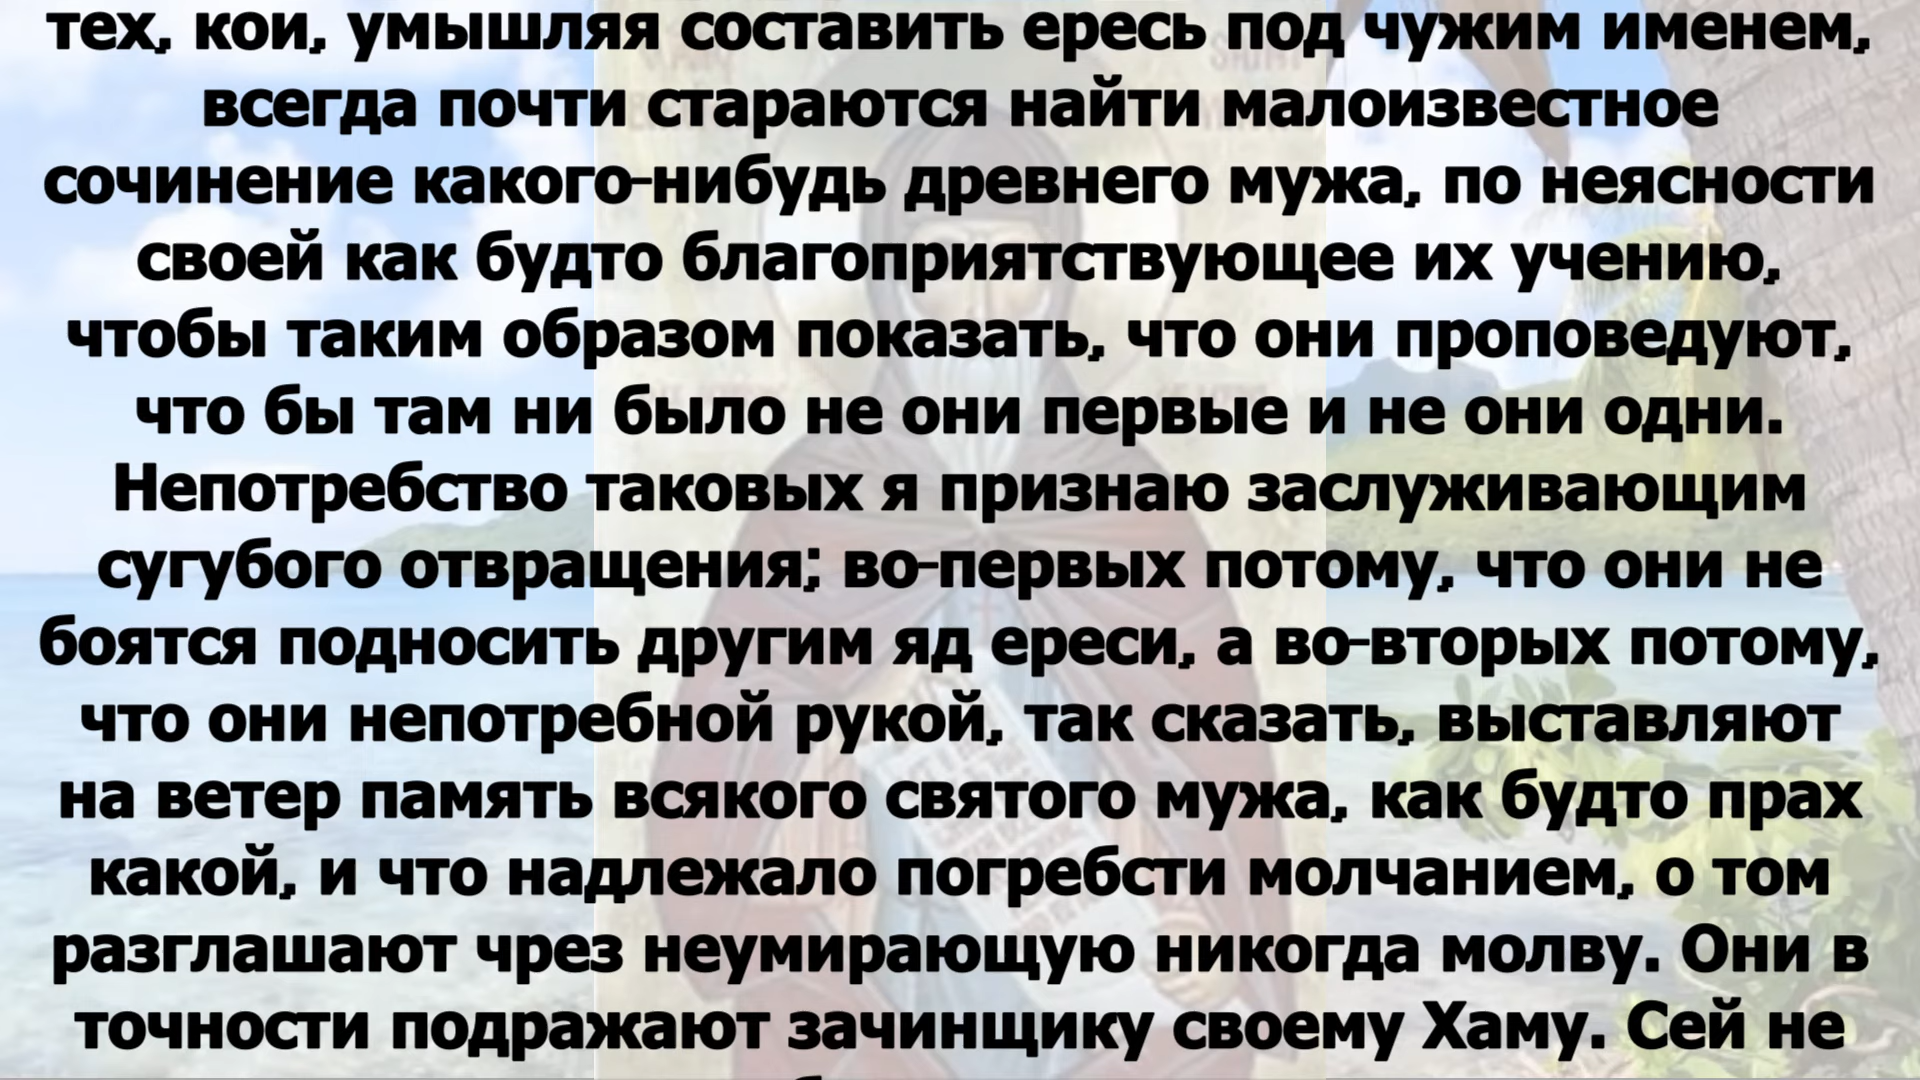 тех, кои, умышляя составить ересь под чужим именем,
всегда почти стараются найти малоизвестное
сочинение какого-нибудь древнего мужа, по неясности
своей как будто благоприятствующее их учению,
чтобы таким образом показать, что они проповедуют,
что бы там ни было не они первые и не они одни.
Непотребство таковых я признаю заслуживающим
сугубого отвращения; во-первых потому, что они не
боятся подносить другим яд ереси, а во-вторых потому,
что они непотребной рукой, так сказать, выставляют
на ветер память всякого святого мужа, как будто прах
какой, и что надлежало погребсти молчанием, о том
разглашают чрез неумирающую никогда молву. Они в
точности подражают зачинщику своему Хаму. Сей не